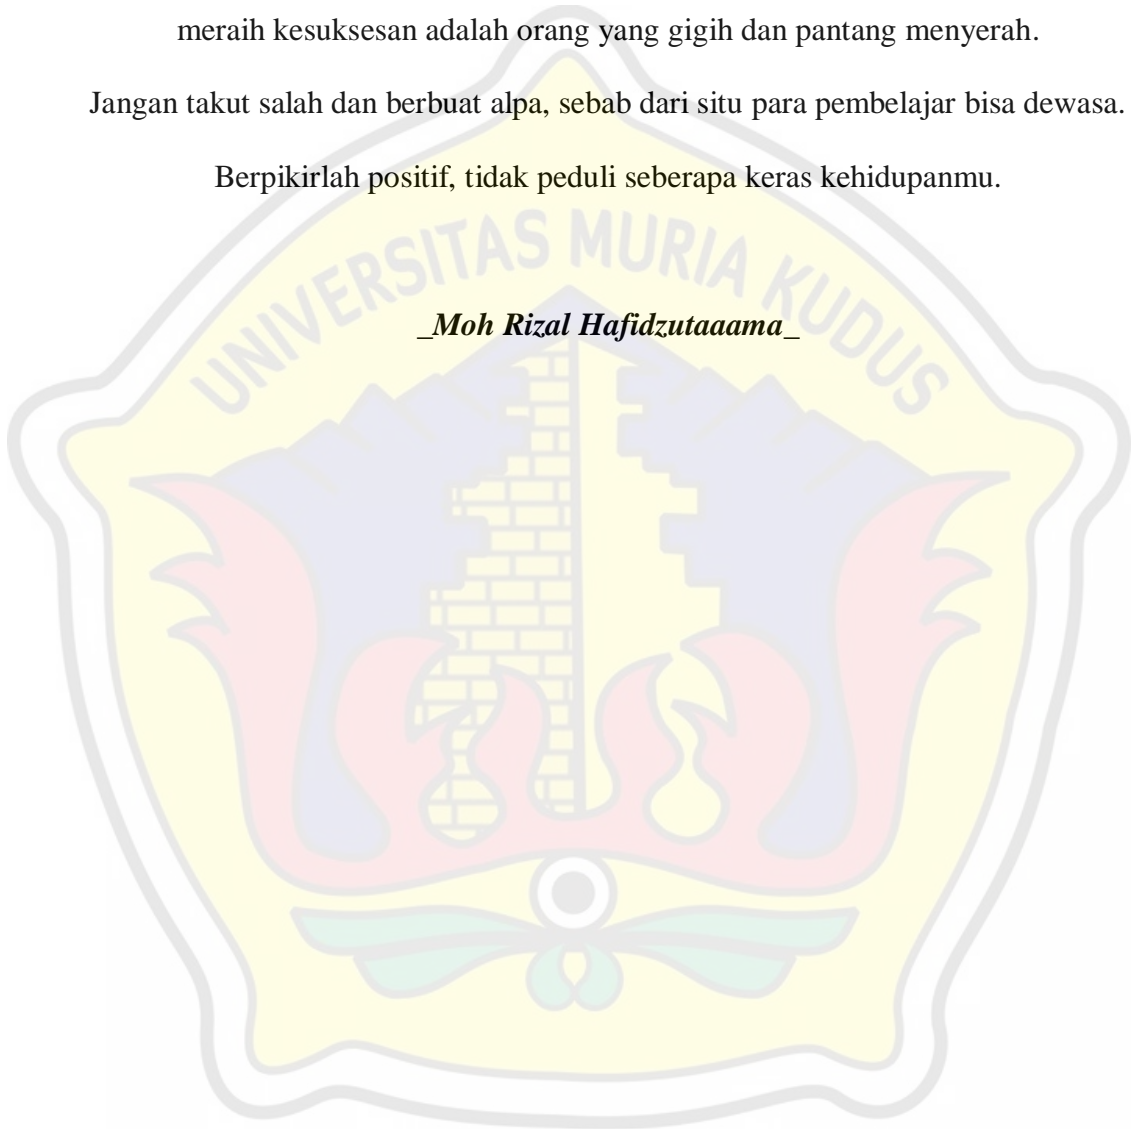 meraih kesuksesan adalah orang yang gigih dan pantang menyerah.
Jangan takut salah dan berbuat alpa, sebab dari situ para pembelajar bisa dewasa.
Berpikirlah positif, tidak peduli seberapa keras kehidupanmu.
UNIVERSITAS MURIA KUDUS
_Moh Rizal Hafidzutaaama_